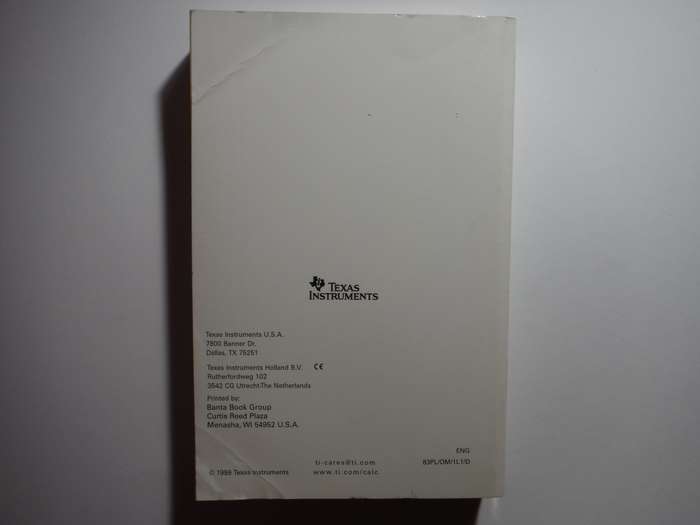 TEXAS
INSTRUMENTS
Texas Instruments U.S.A.
7800 Banner Dr.
Dallas, TX 75251
Texas Instruments Holland B.V. CE
Rutherfordweg 102
3542 CG Utrecht-The Netherlands
Printed by:
Banta Book Group
Curtis Reed Plaza
Menasha, WI 54952 U.S.A.
ENG
ti-cares@ti.com 83PL/OM/1L1/D
© 1999 Texas Instruments www.ti.com/calc